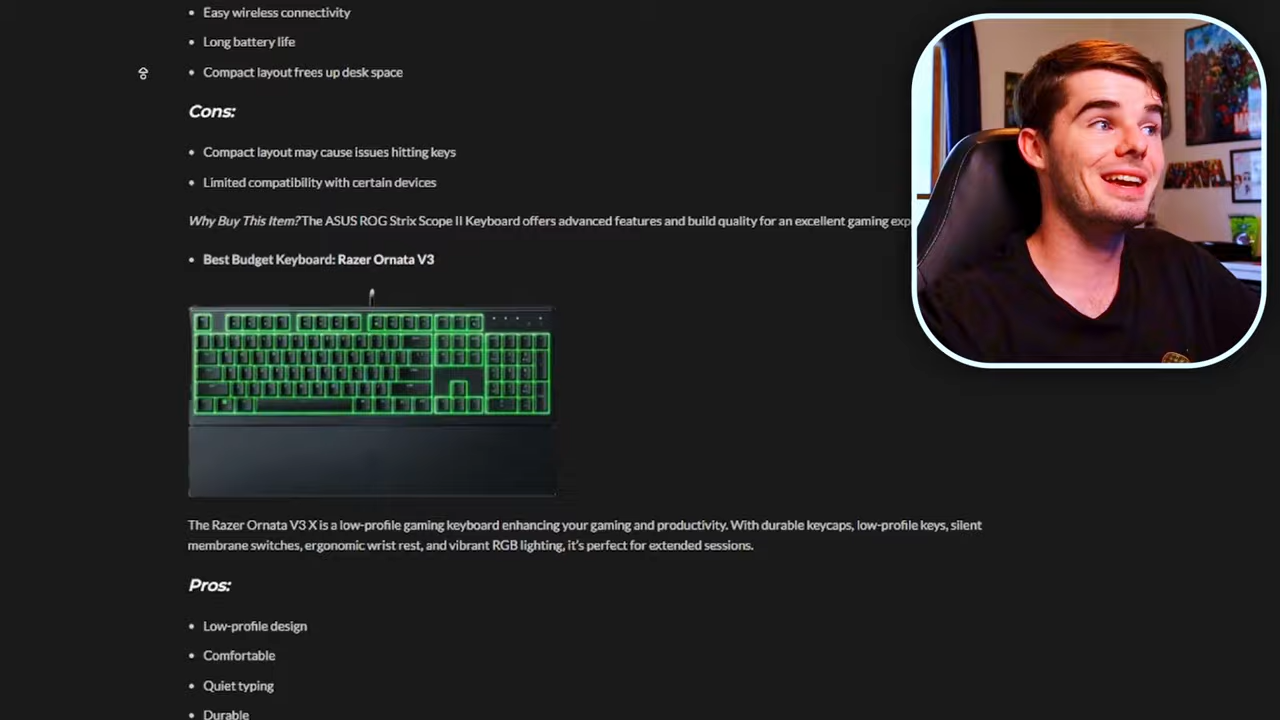 Easy wireless connectivity
Long battery life
Compact layout frees up desk space
Cons:
Compact layout may cause issues hitting keys
Limited compatibility with certain devices
Why Buy This Item? The ASUS ROG Strix Scope II Keyboard offers advanced features and build quality for an excellent gaming exp
Best Budget Keyboard: Razer Ornata V3
The Razer Ornata V3 X is a low-profile gaming keyboard enhancing your gaming and productivity. With durable keycaps, low-profile keys, silent
membrane switches, ergonomic wrist rest, and vibrant RGB lighting, it's perfect for extended sessions.
Pros:
Low-profile design
Comfortable
Quiet typing
Durable